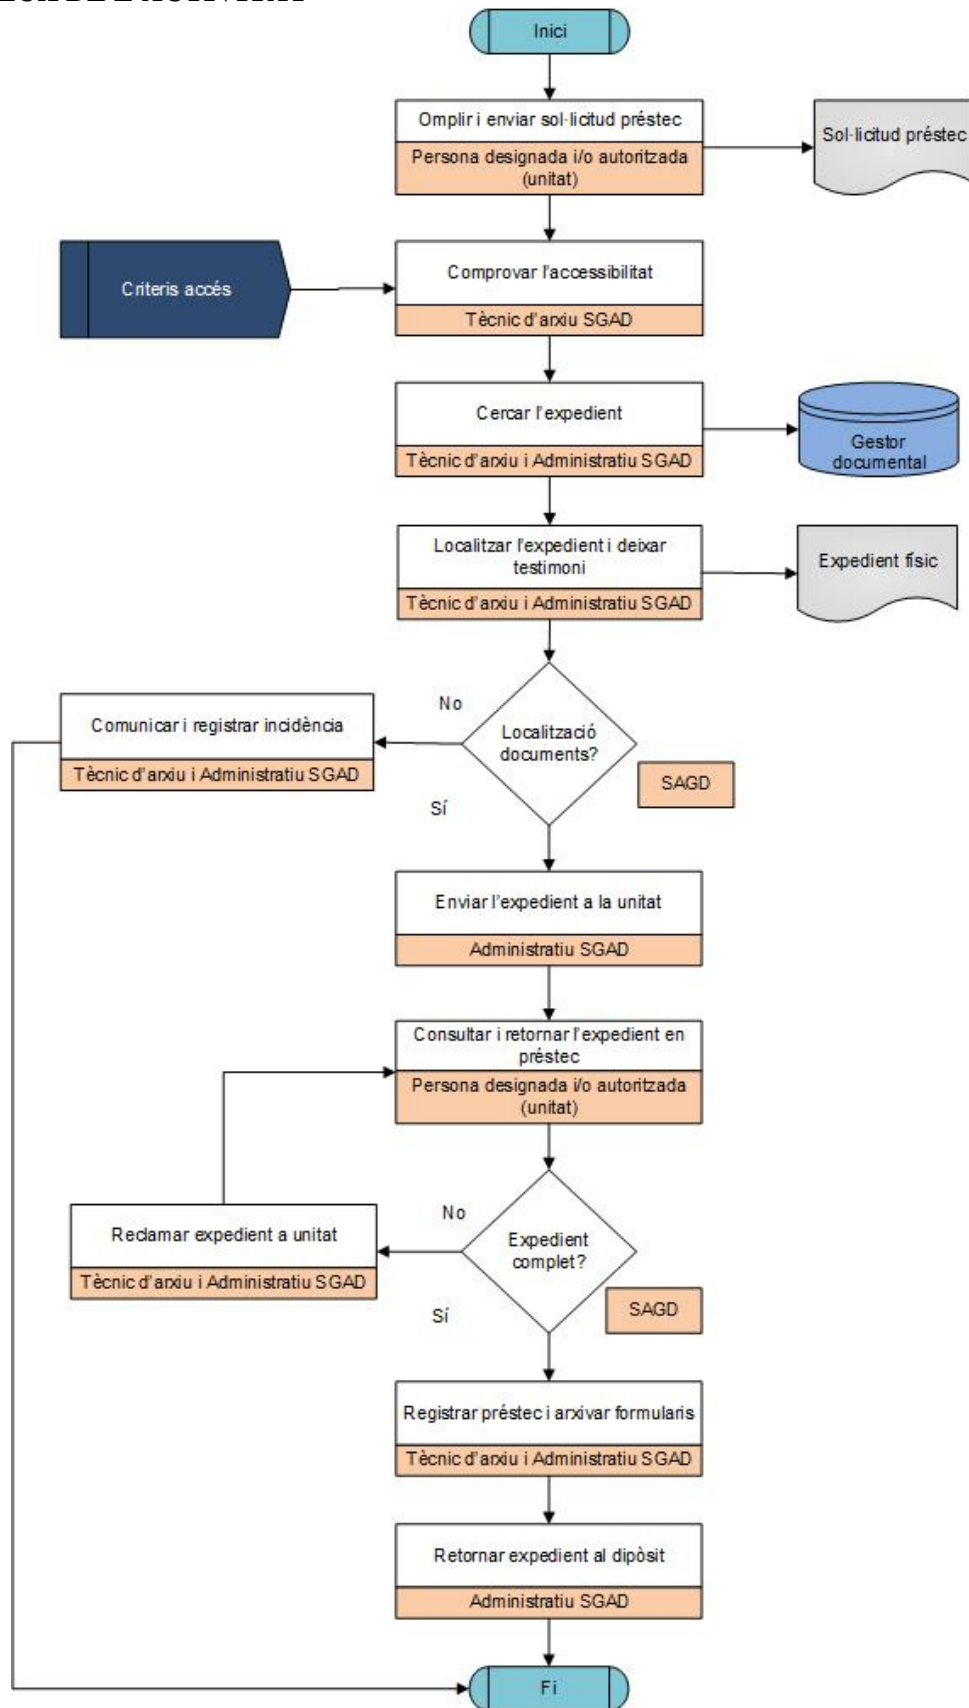 Inici
Omplir i enviar sol·licitud préstec
Persona designada i/o autoritzada
(unitat)
Sol·licitud préstec
Criteris accés
Comprovar l'accessibilitat
Tècnic d'arxiu SGAD
Cercar l'expedient
Tècnic d'arxiu i Administratiu SGAD
Gestor
documental
Localitzar l'expedient i deixar
testimoni
Tècnic d'arxiu i Administratiu SGAD
Expedient físic
No
Localització
documents?
Comunicar i registrar incidència
Tècnic d'arxiu i Administratiu SGAD
SAGD
Sí
Enviar l'expedient a la unitat
Administratiu SGAD
Consultar i retornar l'expedient en
préstec
Persona designada i/o autoritzada
(unitat)
No
Expedient
complet?
Reclamar expedient a unitat
Tècnic d'arxiu i Administratiu SGAD
SAGD
Sí
Registrar préstec i arxivar formularis
Tècnic d'arxiu i Administratiu SGAD
Retornar expedient al dipòsit
Administratiu SGAD
Fi